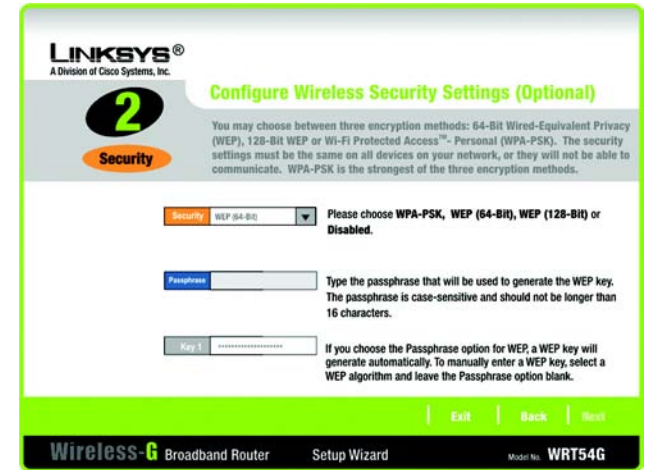 LINKSYS®
A Division of Cisco Systems, Inc.
2
Security
Configure Wireless Security Settings (Optional)
You may choose between three encryption methods: 64-Bit Wired-Equivalent Privacy
(WEP), 128-Bit WEP or Wi-Fi Protected Access™- Personal (WPA-PSK). The security
settings must be the same on all devices on your network, or they will not be able to
communicate. WPA-PSK is the strongest of the three encryption methods.
Security WEP (64-Bit)
Please choose WPA-PSK, WEP (64-Bit), WEP (128-Bit) or
Disabled.
Passphrase
Type the passphrase that will be used to generate the WEP key.
The passphrase is case-sensitive and should not be longer than
16 characters.
Key 1 *******************
If you choose the Passphrase option for WEP, a WEP key will
generate automatically. To manually enter a WEP key, select a
WEP algorithm and leave the Passphrase option blank.
Exit Back Next
Wireless-G Broadband Router Setup Wizard Model No. WRT54G